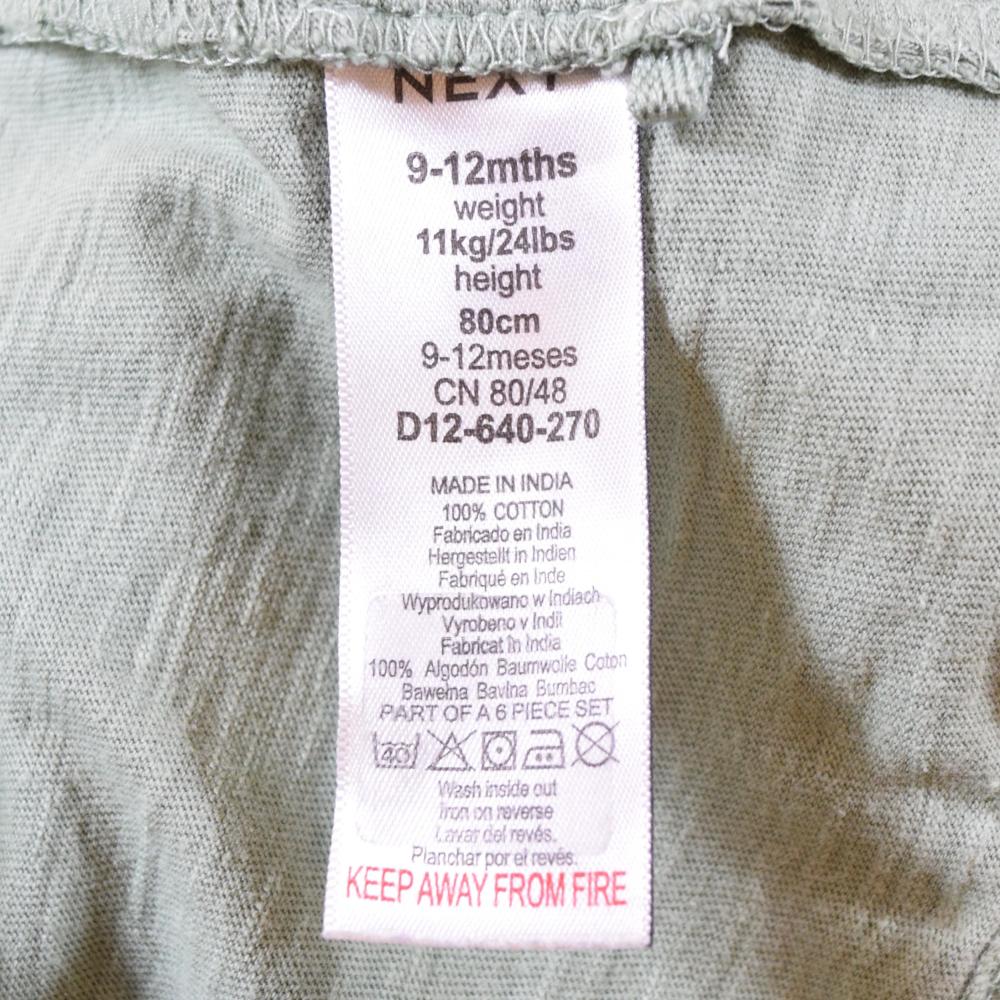 NEXT
9-12mths
weight
11kg/24lbs
height
80cm
9-12meses
CN 80/48
D12-640-270
MADE IN INDIA
100% COTTON
Fabricado en India
Hergestellt in Indien
Fabriqué en Inde
Wyprodukowano w Indiach
Vyrobeno v Indii
Fabricat în India
100% Algodón Baumwolle Coton
Bawełna Bavlna Bumbac
PART OF A 6 PIECE SET
40
Wash inside out
Iron on reverse
Lavar del revés.
Planchar por el revés.
KEEP AWAY FROM FIRE